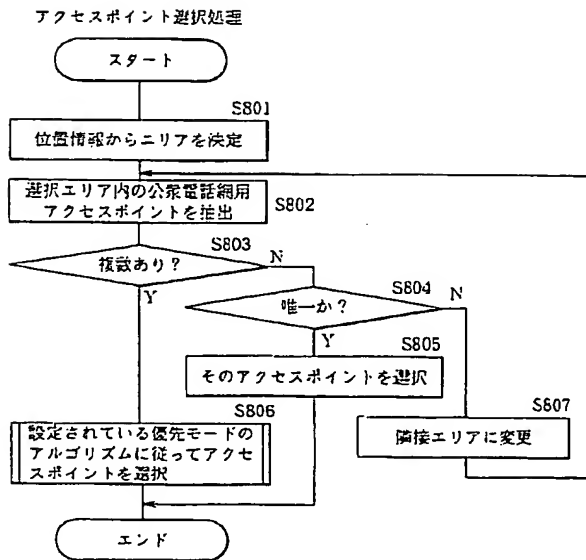 アクセスポイント選択処理
スタート
S801
位置情報からエリアを決定
選択エリア内の公衆電話網用
アクセスポイントを抽出
S802
S803
複数あり?
N
Y
S804
唯一か?
N
Y
S805
そのアクセスポイントを選択
S806
設定されている優先モードの
アルゴリズムに従ってアクセ
スポイントを選択
S807
隣接エリアに変更
エンド